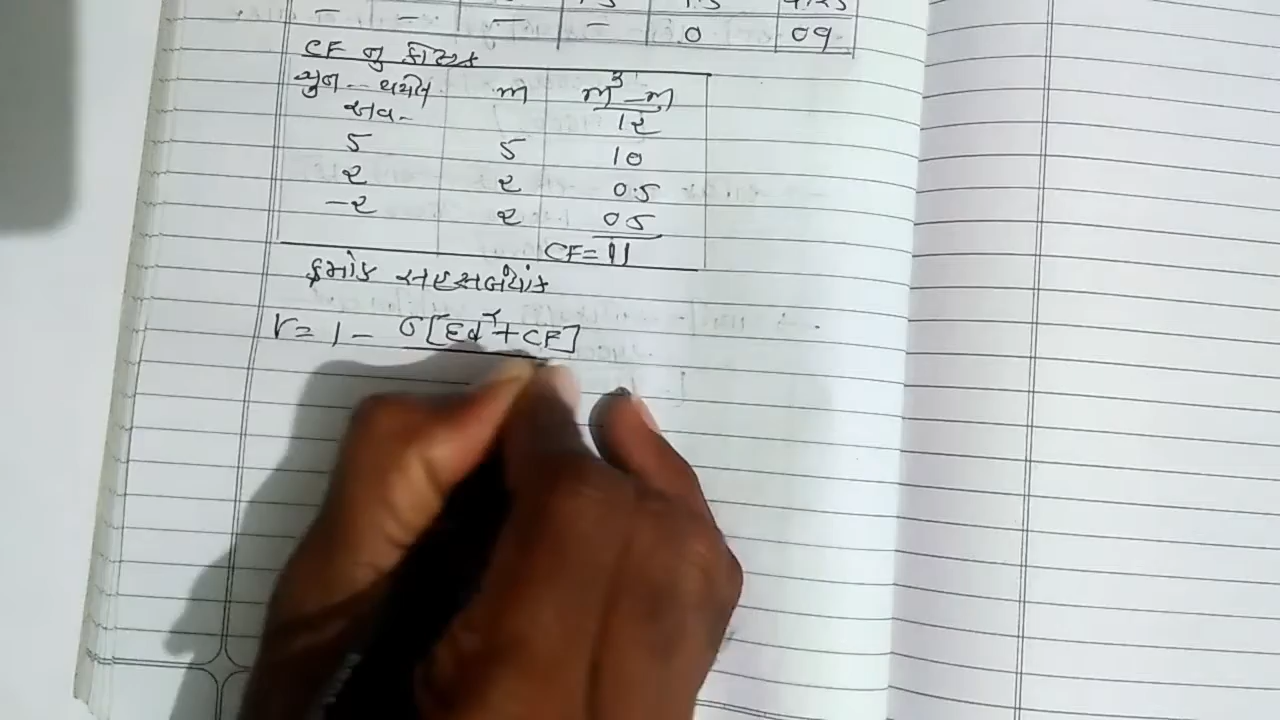 – – – – 0 09
CF નુ કોષ્ટક
પુન... થયેલ m m³-m
અવ. 12
5 5 10
2 2 0.5
-2 2 0.5
CF= 11
ક્રમાંક સહસંબંધાંક
r = 1 - 6[Σd²+CF]